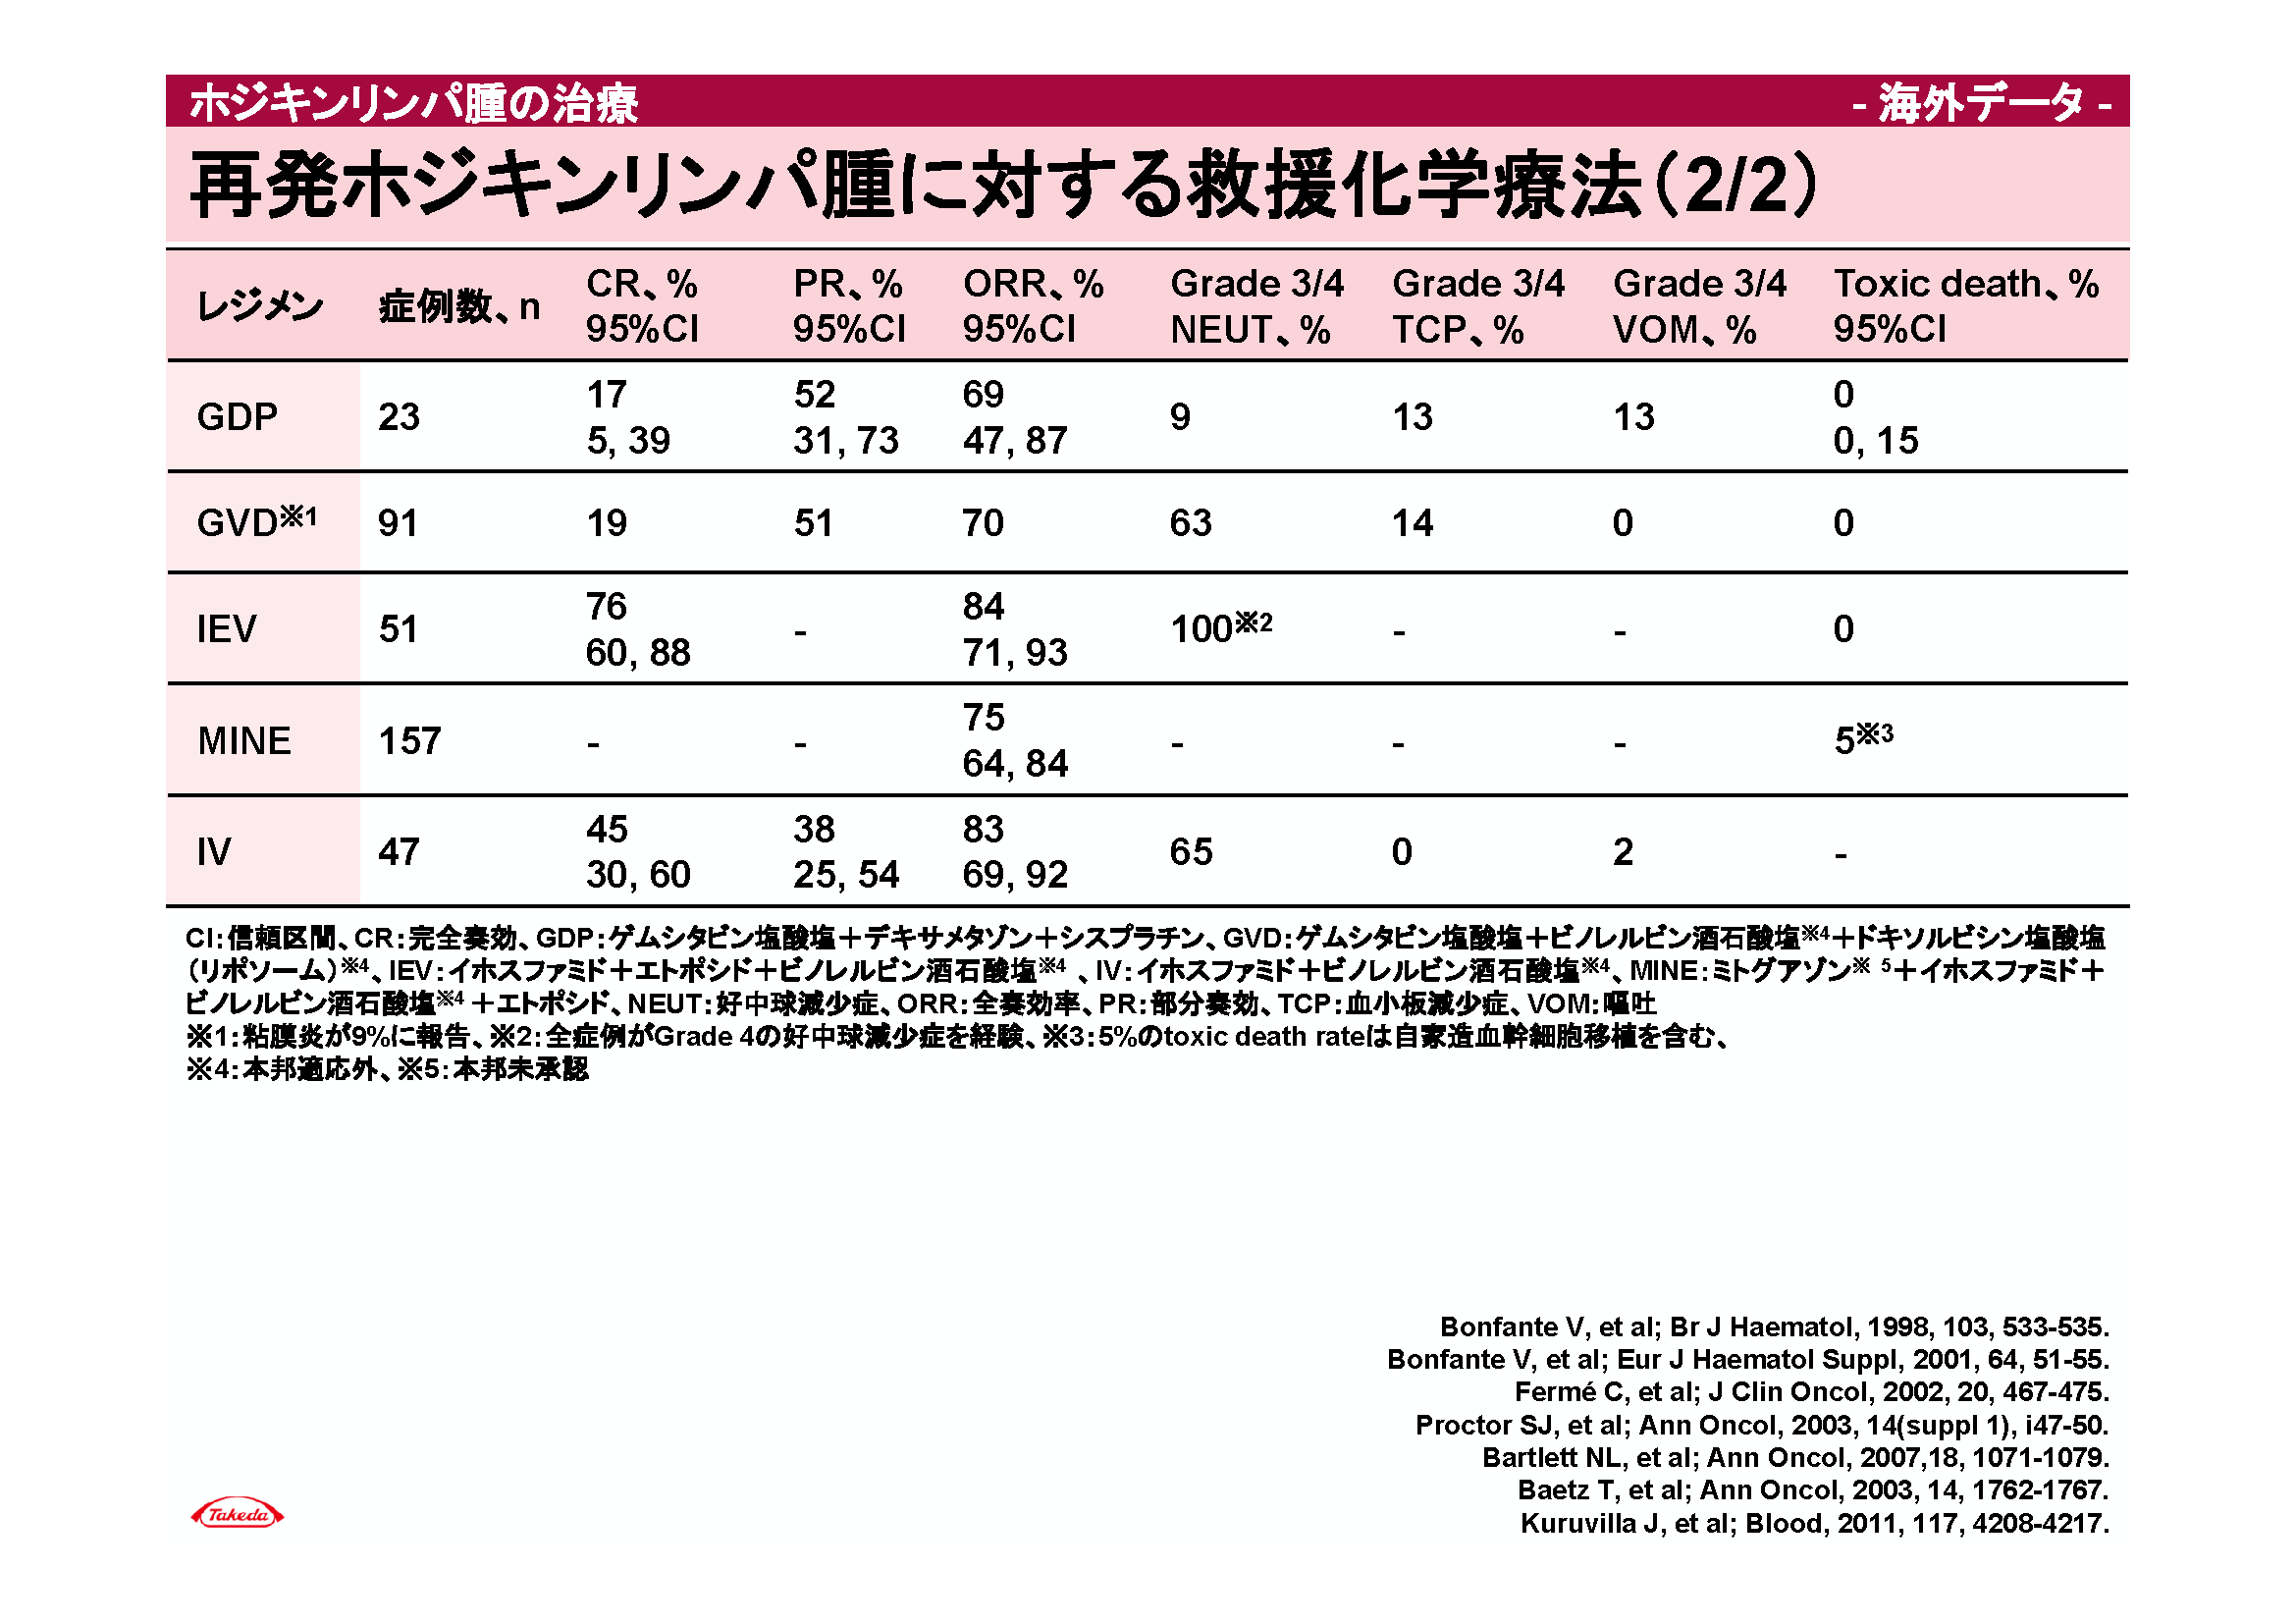 ホジキンリンパ腫の治療 - 海外データ -
再発ホジキンリンパ腫に対する救援化学療法（2/2）
レジメン 症例数、n CR、% 95%CI PR、% 95%CI ORR、% 95%CI Grade 3/4 NEUT、% Grade 3/4 TCP、% Grade 3/4 VOM、% Toxic death、% 95%CI
GDP 23 17 5, 39 52 31, 73 69 47, 87 9 13 13 0 0, 15
GVD※1 91 19 51 70 63 14 0 0
IEV 51 76 60, 88 - 84 71, 93 100※2 - - 0
MINE 157 - - 75 64, 84 - - - 5※3
IV 47 45 30, 60 38 25, 54 83 69, 92 65 0 2 -
CI：信頼区間、CR：完全奏効、GDP：ゲムシタビン塩酸塩＋デキサメタゾン＋シスプラチン、GVD：ゲムシタビン塩酸塩＋ビノレルビン酒石酸塩※4＋ドキソルビシン塩酸塩
（リポソーム）※4、IEV：イホスファミド＋エトポシド＋ビノレルビン酒石酸塩※4 、IV：イホスファミド＋ビノレルビン酒石酸塩※4、MINE：ミトグアゾン※ 5＋イホスファミド＋
ビノレルビン酒石酸塩※4 ＋エトポシド、NEUT：好中球減少症、ORR：全奏効率、PR：部分奏効、TCP：血小板減少症、VOM：嘔吐
※1：粘膜炎が9%に報告、※2：全症例がGrade 4の好中球減少症を経験、※3：5%のtoxic death rateは自家造血幹細胞移植を含む、
※4：本邦適応外、※5：本邦未承認
Bonfante V, et al; Br J Haematol, 1998, 103, 533-535.
Bonfante V, et al; Eur J Haematol Suppl, 2001, 64, 51-55.
Fermé C, et al; J Clin Oncol, 2002, 20, 467-475.
Proctor SJ, et al; Ann Oncol, 2003, 14(suppl 1), i47-50.
Bartlett NL, et al; Ann Oncol, 2007,18, 1071-1079.
Baetz T, et al; Ann Oncol, 2003, 14, 1762-1767.
Kuruvilla J, et al; Blood, 2011, 117, 4208-4217.
Takeda